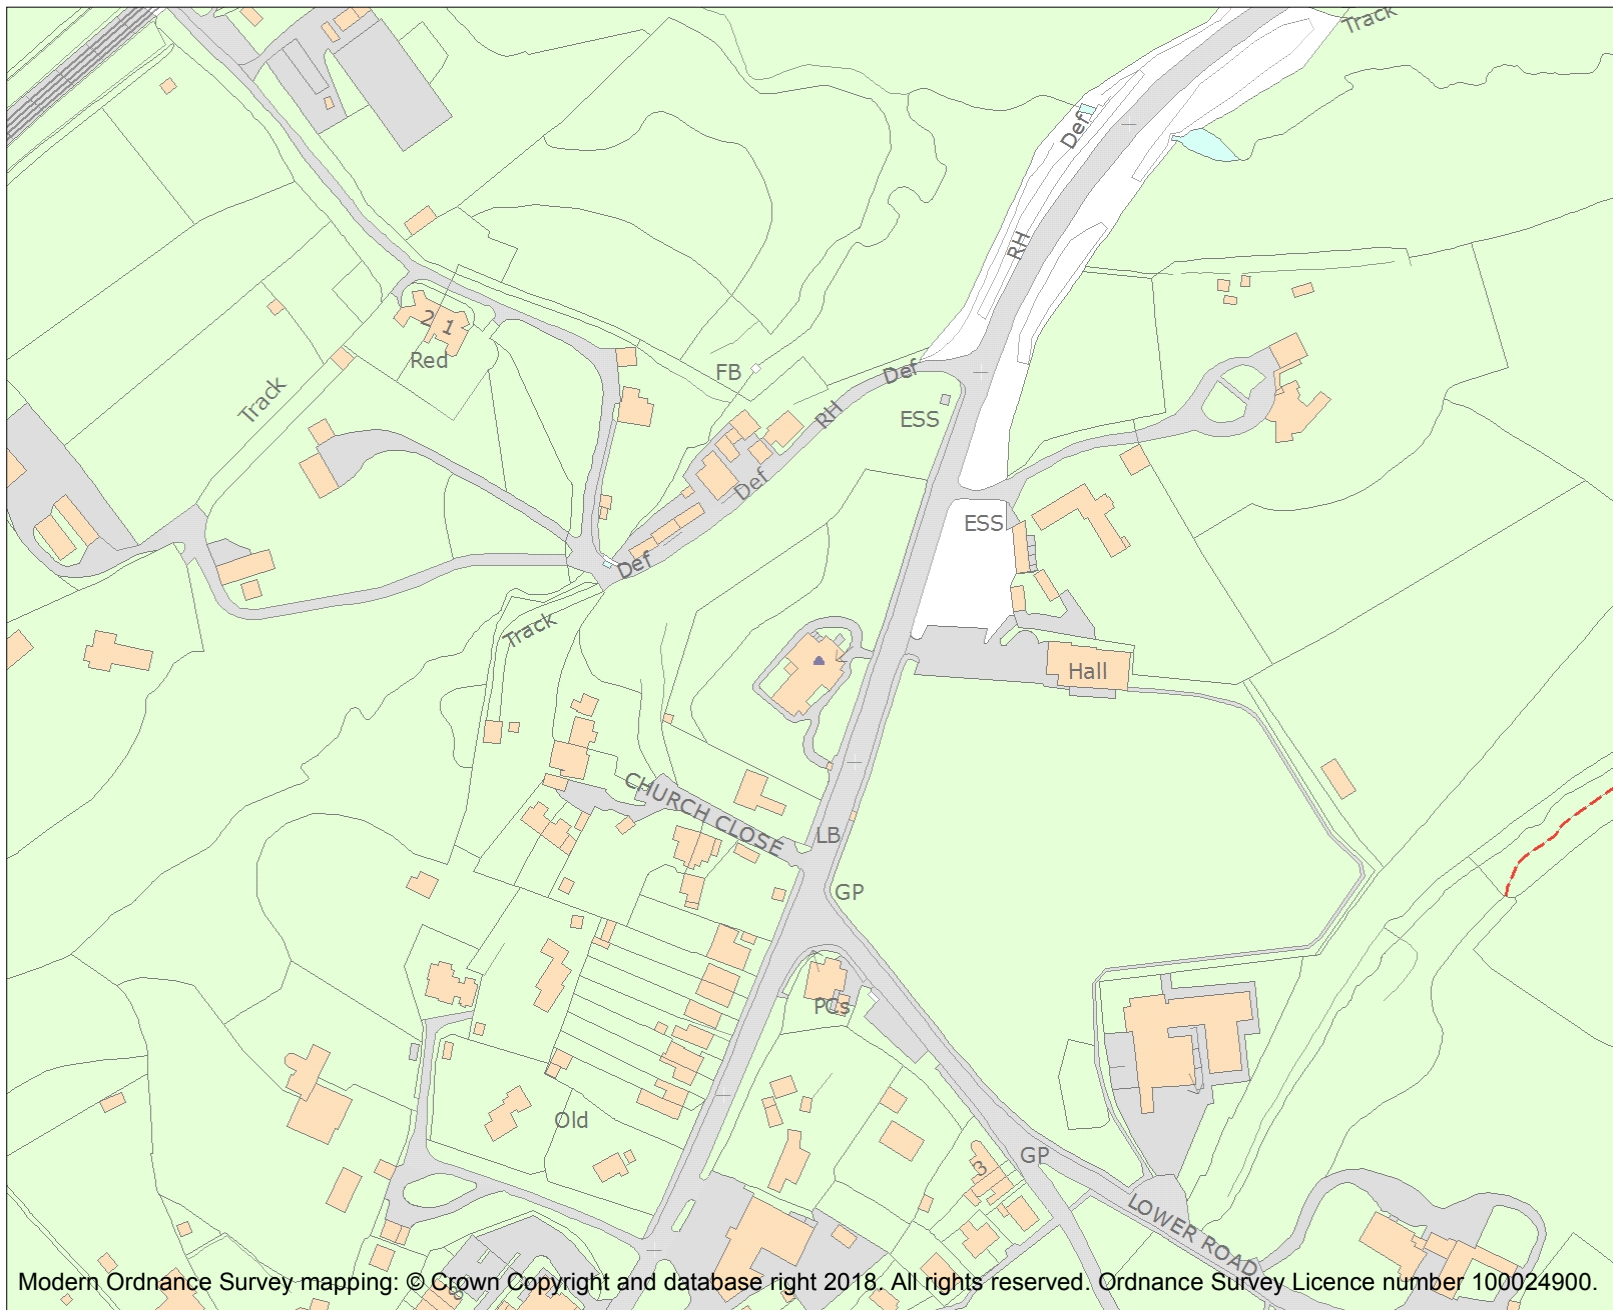 Track
Def
RH
2 1
Red
FB
Def
Track
RH
ESS
Def
ESS
Def
Track
Hall
CHURCH CLOSE
LB
GP
PCs
Old
GP
3
LOWER ROAD
8
Modern Ordnance Survey mapping: © Crown Copyright and database right 2018. All rights reserved. Ordnance Survey Licence number 100024900.